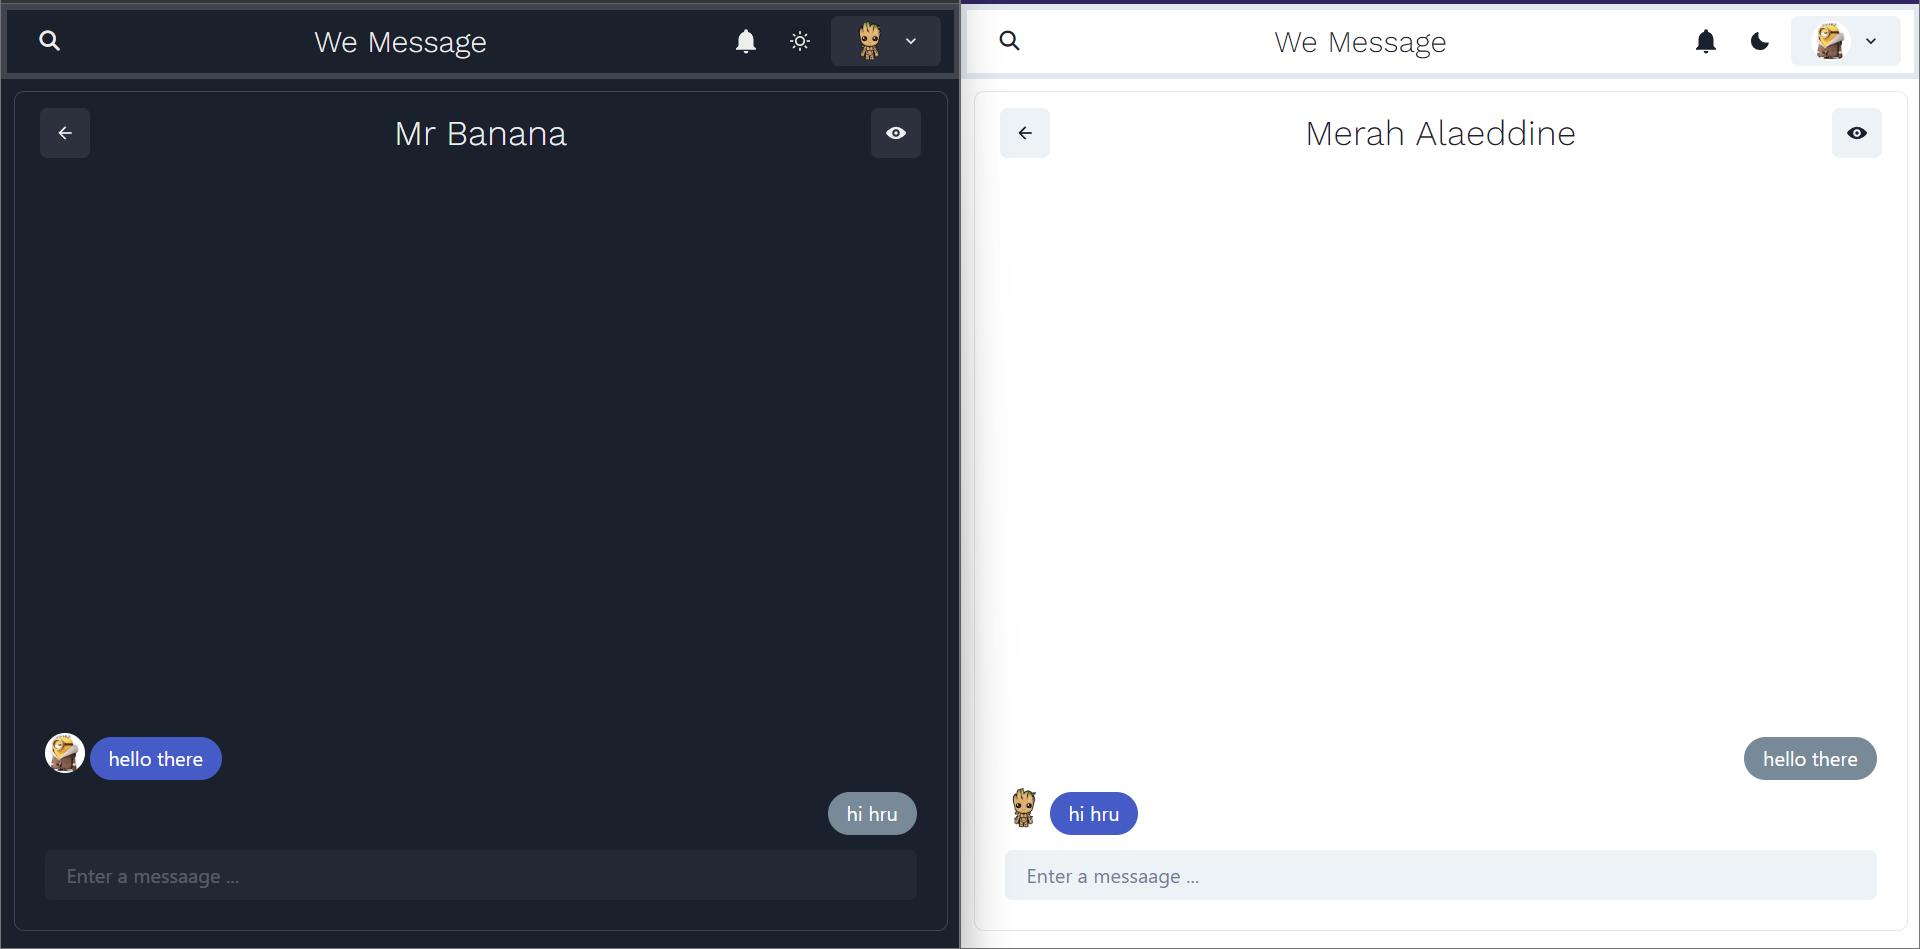 We Message
Mr Banana
hello there
hi hru
Enter a messaage ...
We Message
Merah Alaeddine
hello there
hi hru
Enter a messaage ...